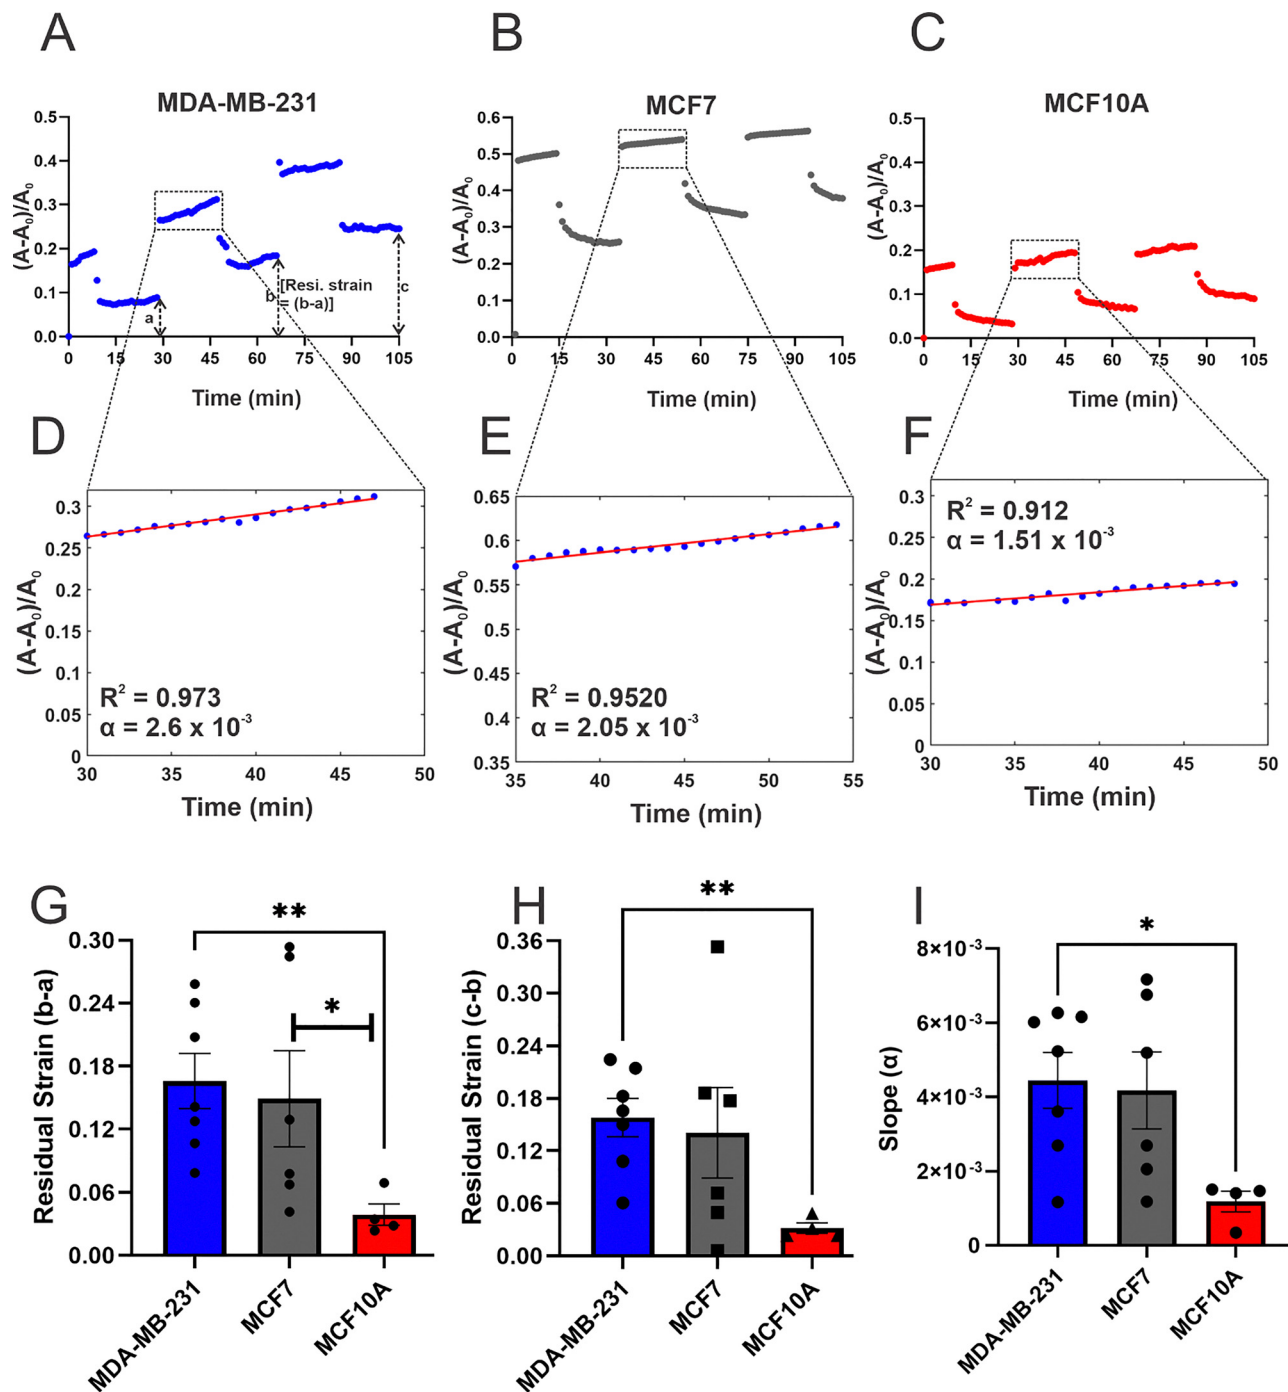 A
B
C
MDA-MB-231
MCF7
MCF10A
(A-A₀)/A₀
0.5
0.4
0.3
0.2
0.1
0.0
a
b
[Resi. strain
= (b-a)]
c
0 15 30 45 60 75 90 105
Time (min)
(A-A₀)/A₀
0.6
0.5
0.4
0.3
0.2
0.1
0.0
0 15 30 45 60 75 90 105
Time (min)
(A-A₀)/A₀
0.5
0.4
0.3
0.2
0.1
0.0
0 15 30 45 60 75 90 105
Time (min)
D
E
F
(A-A₀)/A₀
0.3
0.25
0.2
0.15
0.1
0.05
0
R² = 0.973
α = 2.6 x 10⁻³
30 35 40 45 50
Time (min)
(A-A₀)/A₀
0.65
0.6
0.55
0.5
0.45
0.4
0.35
R² = 0.9520
α = 2.05 x 10⁻³
35 40 45 50 55
Time (min)
(A-A₀)/A₀
R² = 0.912
α = 1.51 x 10⁻³
0.3
0.25
0.2
0.15
0.1
0.05
0
30 35 40 45 50
Time (min)
G
H
I
Residual Strain (b-a)
0.30
0.24
0.18
0.12
0.06
0.00
**
*
MDA-MB-231
MCF7
MCF10A
Residual Strain (c-b)
0.36
0.30
0.24
0.18
0.12
0.06
0.00
**
MDA-MB-231
MCF7
MCF10A
Slope (α)
8×10⁻³
6×10⁻³
4×10⁻³
2×10⁻³
0
*
MDA-MB-231
MCF7
MCF10A